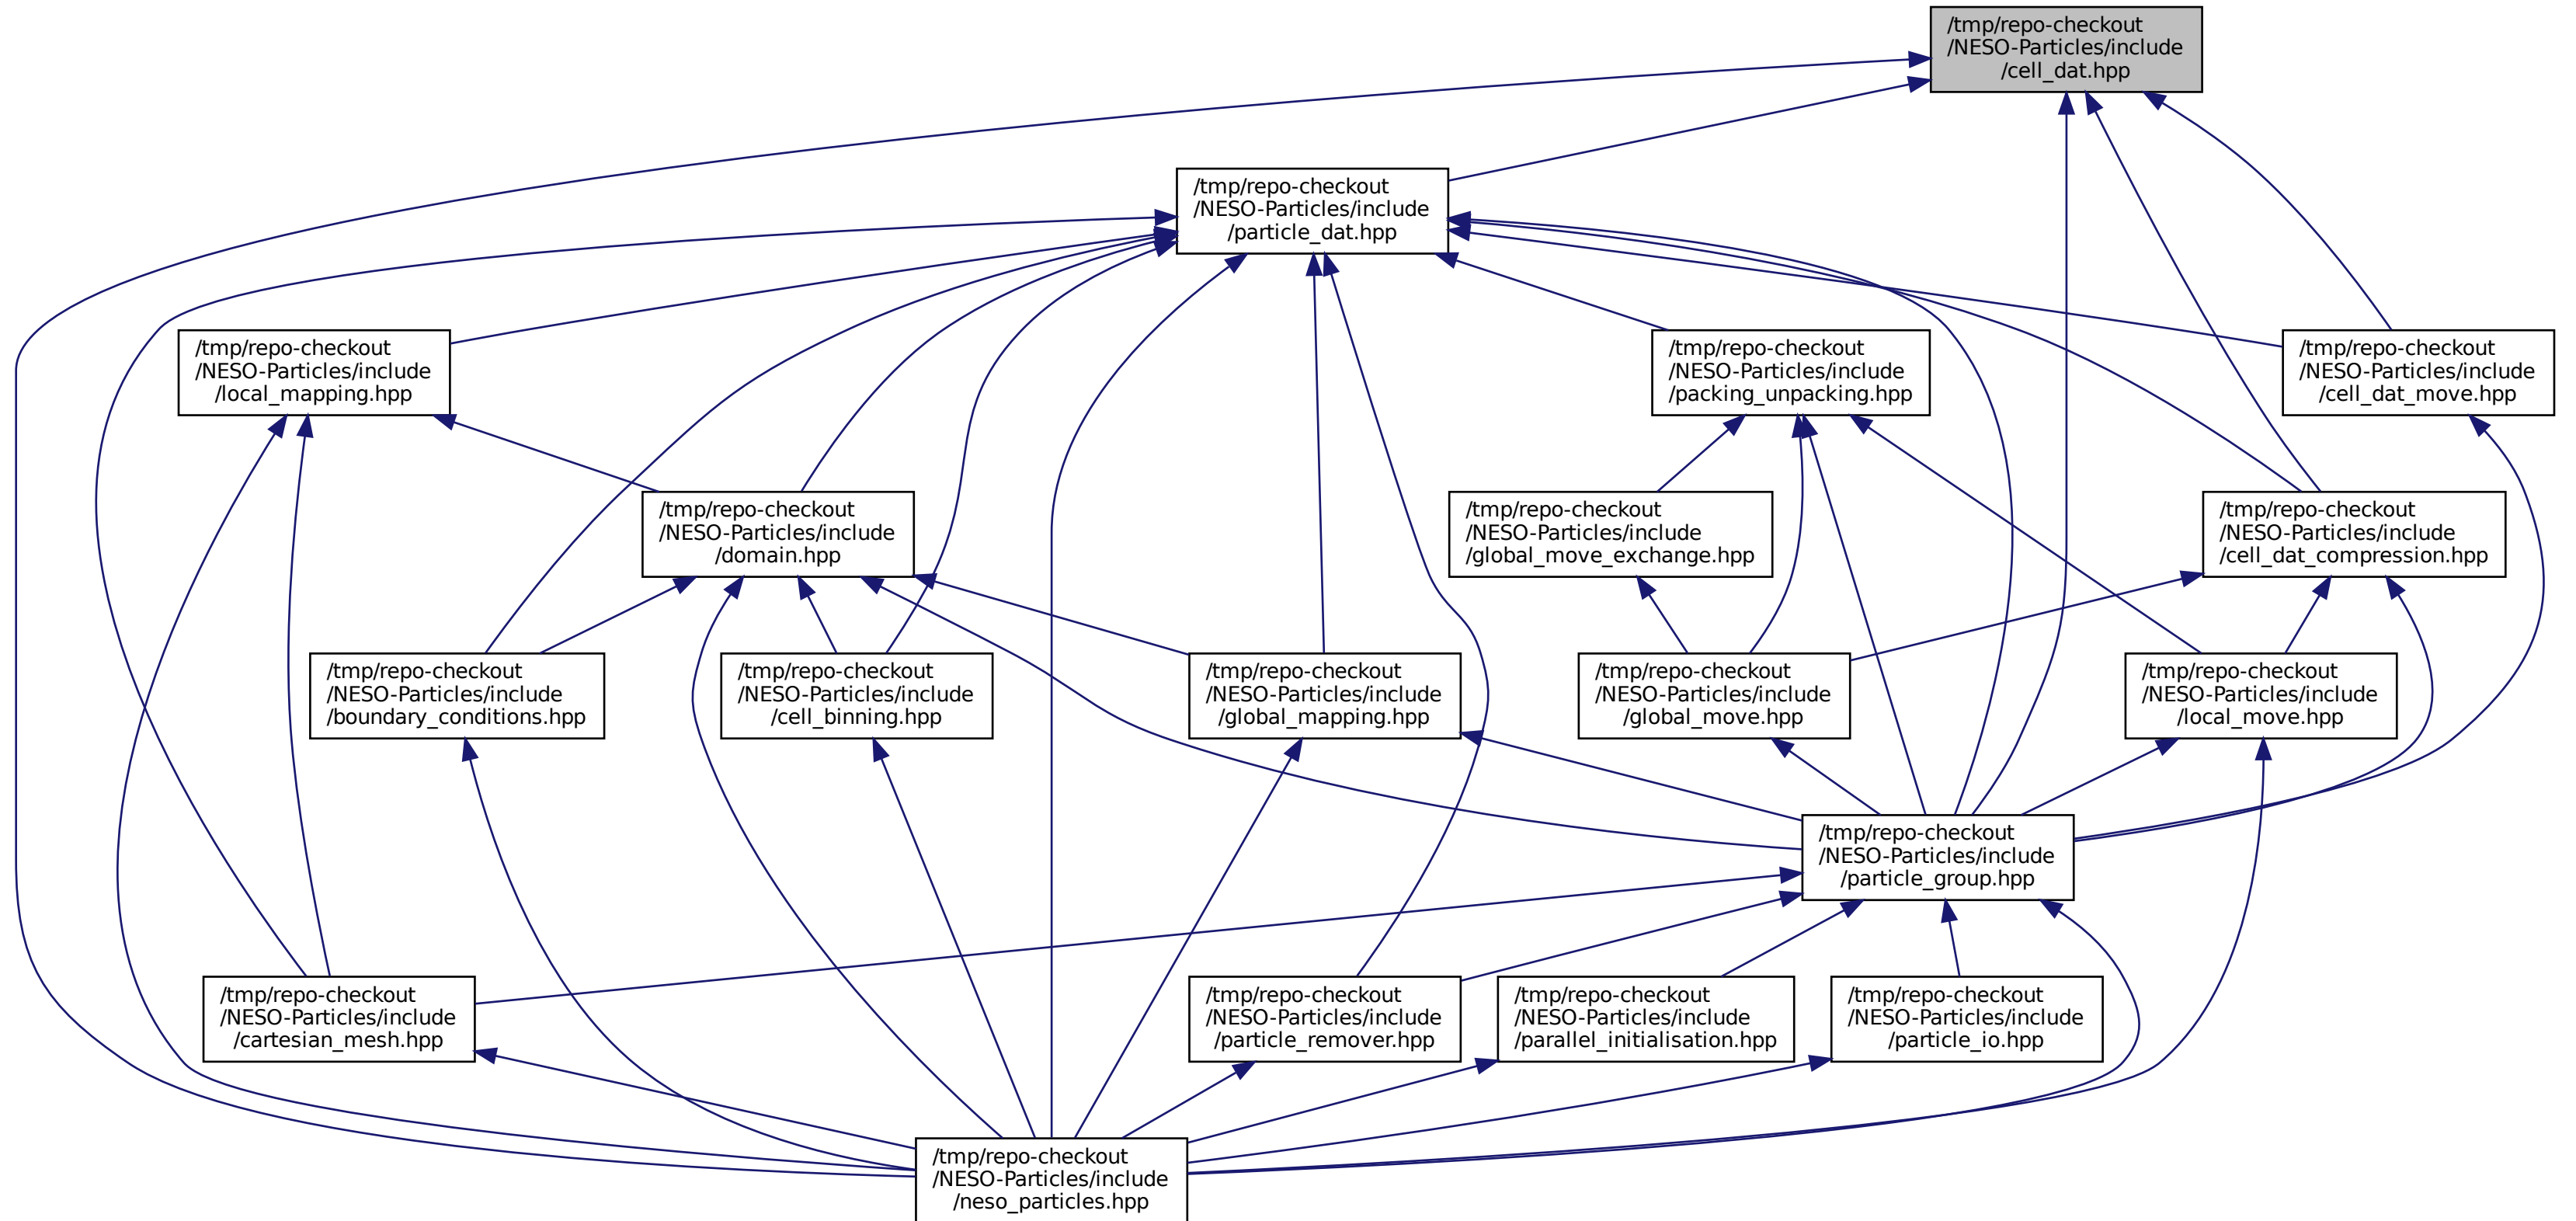 /tmp/repo-checkout
/NESO-Particles/include
/cell_dat.hpp
/tmp/repo-checkout
/NESO-Particles/include
/particle_dat.hpp
/tmp/repo-checkout
/NESO-Particles/include
/local_mapping.hpp
/tmp/repo-checkout
/NESO-Particles/include
/packing_unpacking.hpp
/tmp/repo-checkout
/NESO-Particles/include
/cell_dat_move.hpp
/tmp/repo-checkout
/NESO-Particles/include
/domain.hpp
/tmp/repo-checkout
/NESO-Particles/include
/global_move_exchange.hpp
/tmp/repo-checkout
/NESO-Particles/include
/cell_dat_compression.hpp
/tmp/repo-checkout
/NESO-Particles/include
/boundary_conditions.hpp
/tmp/repo-checkout
/NESO-Particles/include
/cell_binning.hpp
/tmp/repo-checkout
/NESO-Particles/include
/global_mapping.hpp
/tmp/repo-checkout
/NESO-Particles/include
/global_move.hpp
/tmp/repo-checkout
/NESO-Particles/include
/local_move.hpp
/tmp/repo-checkout
/NESO-Particles/include
/particle_group.hpp
/tmp/repo-checkout
/NESO-Particles/include
/cartesian_mesh.hpp
/tmp/repo-checkout
/NESO-Particles/include
/particle_remover.hpp
/tmp/repo-checkout
/NESO-Particles/include
/parallel_initialisation.hpp
/tmp/repo-checkout
/NESO-Particles/include
/particle_io.hpp
/tmp/repo-checkout
/NESO-Particles/include
/neso_particles.hpp